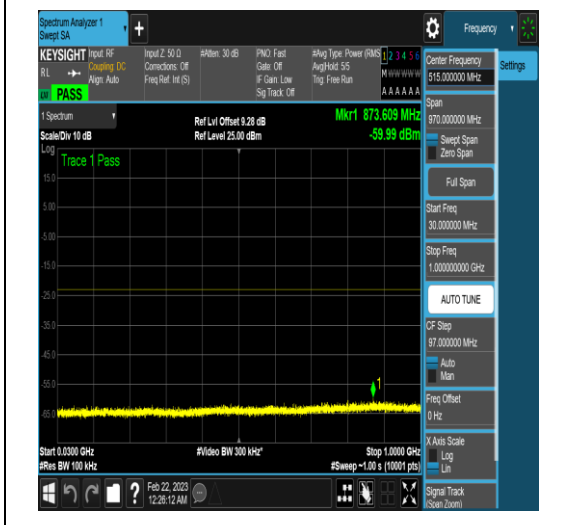 Spectrum Analyzer 1
Swept SA
+
Frequency
KEYSIGHT
RL
PASS
Input: RF
Coupling: DC
Align: Auto
Input Z: 50 Ω
Corrections: Off
Freq Ref: Int (S)
#Atten: 30 dB
PNO: Fast
Gate: Off
IF Gain: Low
Sig Track: Off
#Avg Type: Power (RMS
Avg|Hold: 5/5
Trig: Free Run
1 2 3 4 5 6
M W W W W W
A A A A A A
1 Spectrum
Scale/Div 10 dB
Ref Lvl Offset 9.28 dB
Ref Level 25.00 dBm
Mkr1 873.609 MHz
-59.99 dBm
Log
Trace 1 Pass
15.0
5.00
-5.00
-15.0
-25.0
-35.0
-45.0
-55.0
-65.0
1
Start 0.0300 GHz
#Res BW 100 kHz
#Video BW 300 kHz*
Stop 1.0000 GHz
#Sweep ~1.00 s (10001 pts)
?
Feb 22, 2023
12:26:12 AM
Center Frequency
515.000000 MHz
Settings
Span
970.000000 MHz
Swept Span
Zero Span
Full Span
Start Freq
30.000000 MHz
Stop Freq
1.000000000 GHz
AUTO TUNE
CF Step
97.000000 MHz
Auto
Man
Freq Offset
0 Hz
X Axis Scale
Log
Lin
Signal Track
(Span Zoom)